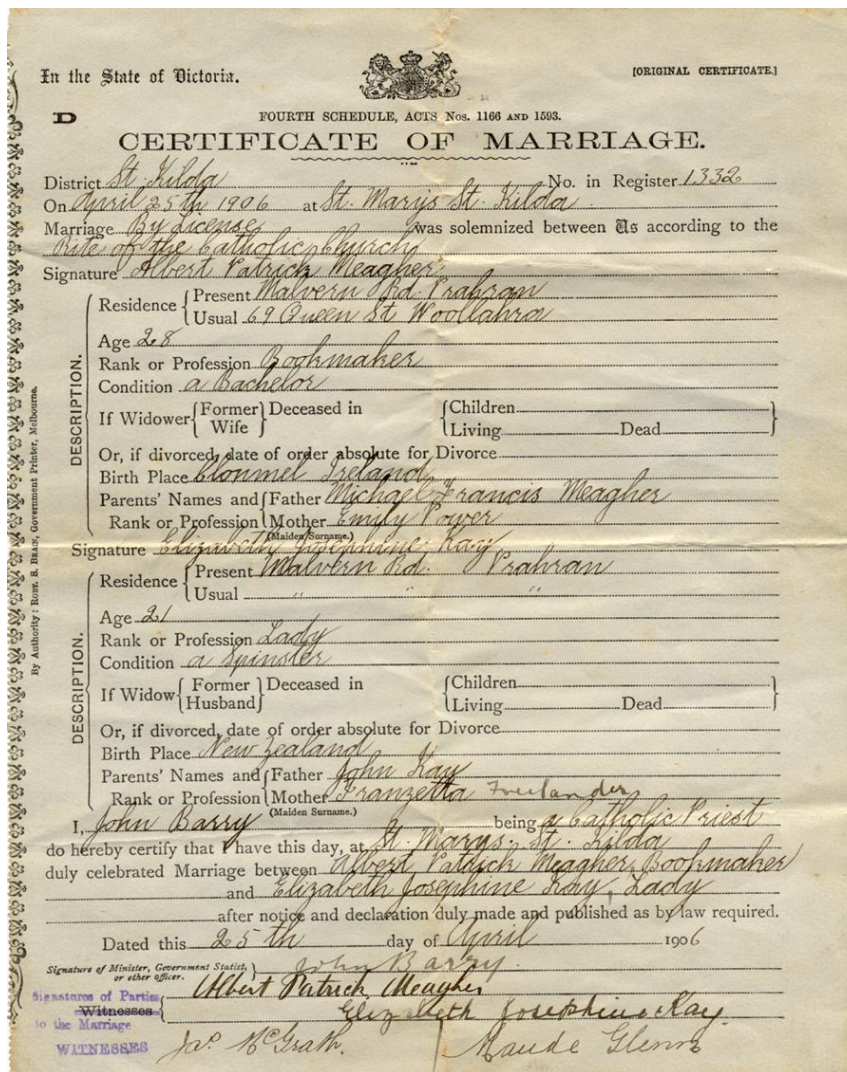 In the State of Victoria.
[ORIGINAL CERTIFICATE.]
D
FOURTH SCHEDULE, ACTS Nos. 1166 AND 1593.
CERTIFICATE OF MARRIAGE.
District St. Kilda No. in Register 1332
On April 25th 1906 at St. Marys St. Kilda
Marriage By License was solemnized between Us according to the
Rite of the Catholic Church
Signature Albert Patrick Meagher
DESCRIPTION.
Residence Present Malvern Rd. Prahran
Usual 69 Queen St Woollahra
Age 28
Rank or Profession Bookmaker
Condition a Bachelor
If Widower Former Wife Deceased in Children
Living Dead
Or, if divorced, date of order absolute for Divorce
Birth Place Clonmel Ireland
Parents' Names and Father Michael Francis Meagher
Rank or Profession Mother Emily Power
(Maiden Surname.)
Signature Elizabeth Josephine Kay
DESCRIPTION.
Residence Present Malvern Rd. Prahran
Usual " " "
Age 21
Rank or Profession Lady
Condition a Spinster
If Widow Former Husband Deceased in Children
Living Dead
Or, if divorced, date of order absolute for Divorce
Birth Place New Zealand
Parents' Names and Father John Kay
Rank or Profession Mother Franzetta
(Maiden Surname.)
I, John Barry being a Catholic Priest
do hereby certify that I have this day, at St. Marys St. Kilda
duly celebrated Marriage between Albert Patrick Meagher, Bookmaker
and Elizabeth Josephine Kay, Lady
after notice and declaration duly made and published as by law required.
Dated this 25th day of April 1906
Signature of Minister, Government Statist, or other officer. John Barry.
Signatures of Parties Albert Patrick Meagher
Witnesses Elizabeth Josephine Kay
to the Marriage
WITNESSES Jas McGrath. Maude Glenn
By Authority: ROBT. S. BRAIN, Government Printer, Melbourne.